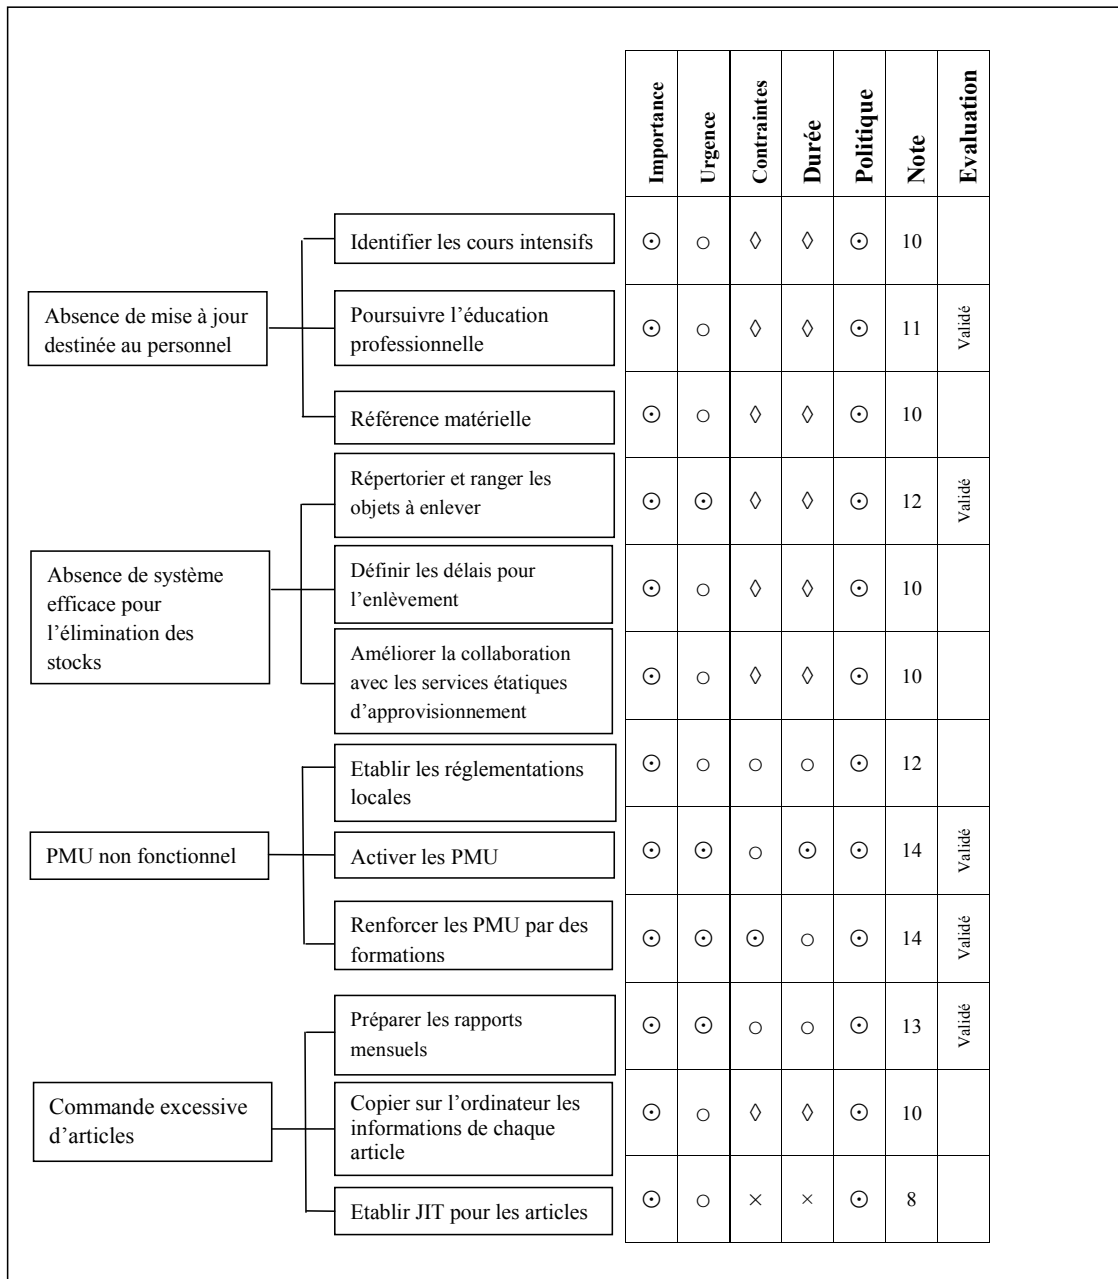 Importance
Urgence
Contraintes
Durée
Politique
Note
Evaluation
Absence de mise à jour
destinée au personnel
Identifier les cours intensifs
⊙ ○ ◊ ◊ ⊙ 10
Poursuivre l’éducation
professionnelle
⊙ ○ ◊ ◊ ⊙ 11 Validé
Référence matérielle
⊙ ○ ◊ ◊ ⊙ 10
Absence de système
efficace pour
l’élimination des
stocks
Répertorier et ranger les
objets à enlever
⊙ ⊙ ◊ ◊ ⊙ 12 Validé
Définir les délais pour
l’enlèvement
⊙ ○ ◊ ◊ ⊙ 10
Améliorer la collaboration
avec les services étatiques
d’approvisionnement
⊙ ○ ◊ ◊ ⊙ 10
PMU non fonctionnel
Etablir les réglementations
locales
⊙ ○ ○ ○ ⊙ 12
Activer les PMU
⊙ ⊙ ○ ⊙ ⊙ 14 Validé
Renforcer les PMU par des
formations
⊙ ⊙ ⊙ ○ ⊙ 14 Validé
Commande excessive
d’articles
Préparer les rapports
mensuels
⊙ ⊙ ○ ○ ⊙ 13 Validé
Copier sur l’ordinateur les
informations de chaque
article
⊙ ○ ◊ ◊ ⊙ 10
Etablir JIT pour les articles
⊙ ○ × × ⊙ 8